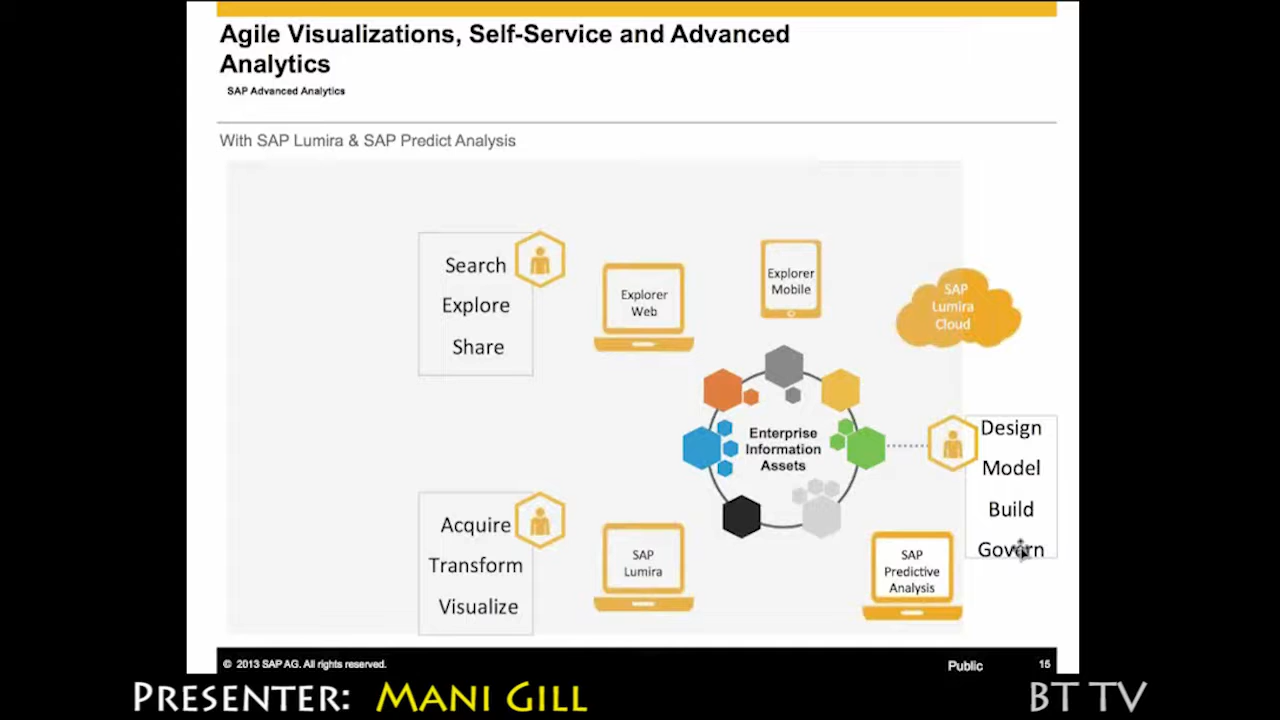 Agile Visualizations, Self-Service and Advanced
Analytics
SAP Advanced Analytics
With SAP Lumira & SAP Predict Analysis
Search
Explore
Share
Explorer
Web
Explorer
Mobile
SAP
Lumira
Cloud
Enterprise
Information
Assets
Design
Model
Build
Govern
Acquire
Transform
Visualize
SAP
Lumira
SAP
Predictive
Analysis
© 2013 SAP AG. All rights reserved.
Public
15
Presenter: Mani Gill
BT TV